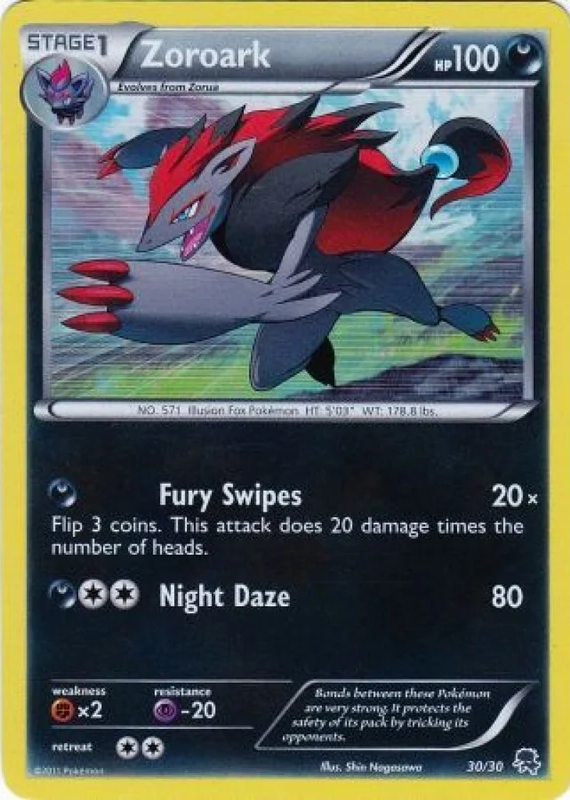 STAGE1
Zoroark
HP100
Evolves from Zorua
NO. 571 Illusion Fox Pokémon HT: 5'03" WT: 178.8 lbs.
Fury Swipes 20x
Flip 3 coins. This attack does 20 damage times the
number of heads.
Night Daze 80
weakness
x2
resistance
-20
retreat
Bonds between these Pokémon
are very strong. It protects the
safety of its pack by tricking its
opponents.
©2011 Pokémon
Illus. Shin Nagasawa
30/30